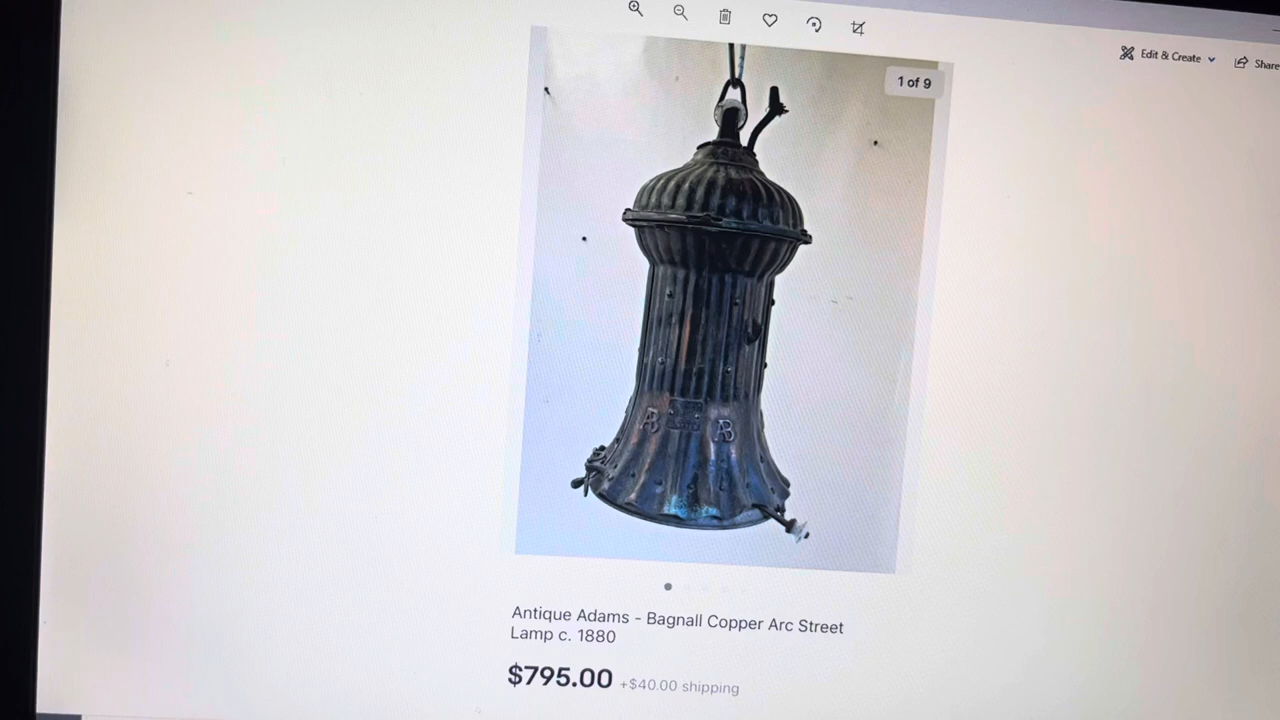 Edit & Create
Share
1 of 9
AB
AB
Antique Adams - Bagnall Copper Arc Street
Lamp c. 1880
$795.00 +$40.00 shipping